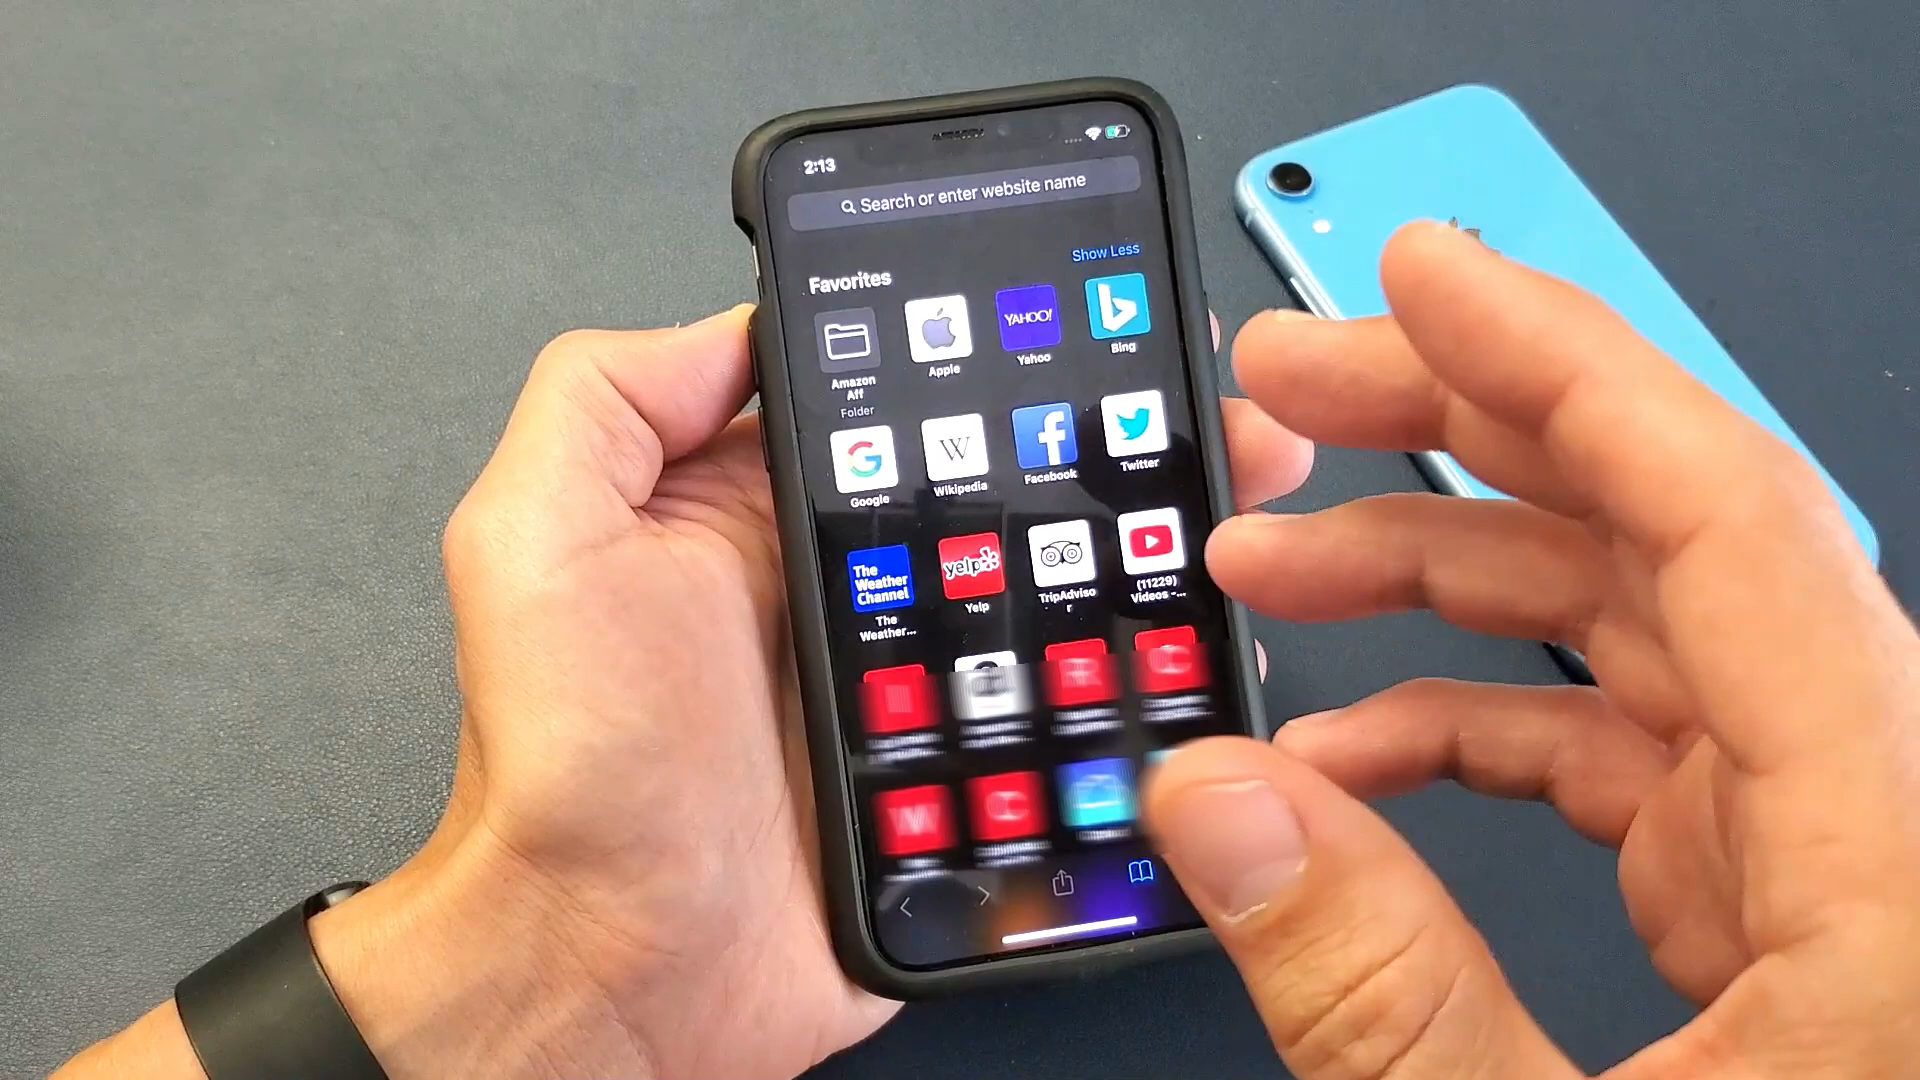 2:13
Search or enter website name
Show Less
Favorites
YAHOO!
Amazon
Aff
Folder
Apple
Yahoo
Bing
Google
W
Wikipedia
Facebook
Twitter
The
Weather
Channel
The
Weather...
yelp
Yelp
TripAdviso
r
(11229)
Videos -...